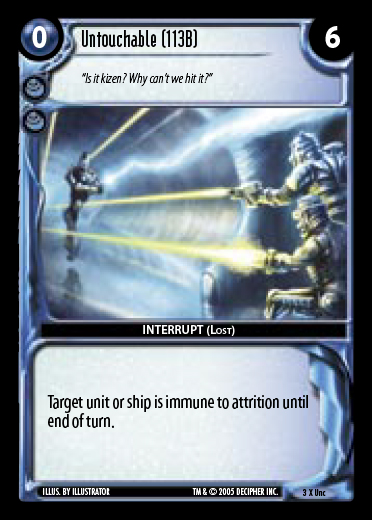 0 Untouchable (113B) 6
"Is it kizen? Why can't we hit it?"
INTERRUPT (LOST)
Target unit or ship is immune to attrition until
end of turn.
ILLUS. BY ILLUSTRATOR TM & © 2005 DECIPHER INC. 3 X Unc